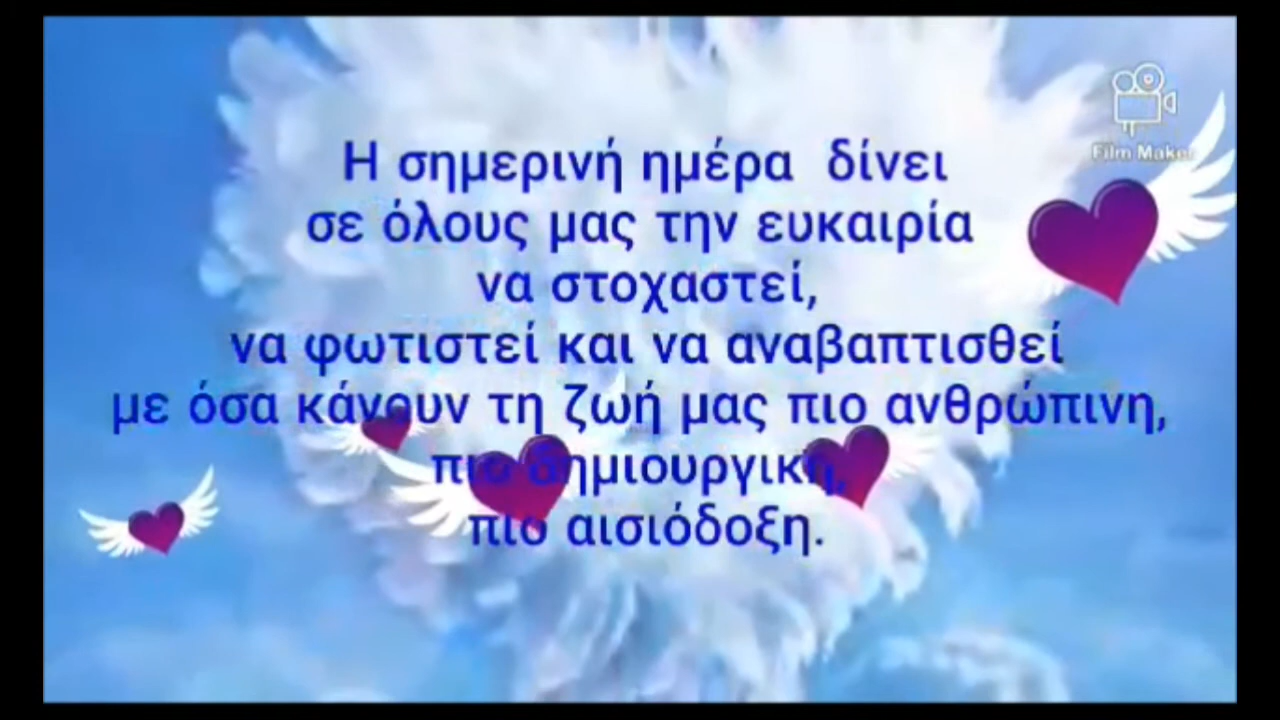 Film Maker
Η σημερινή ημέρα δίνει
σε όλους μας την ευκαιρία
να στοχαστεί,
να φωτιστεί και να αναβαπτισθεί
με όσα κάνουν τη ζωή μας πιο ανθρώπινη,
πιο δημιουργική,
πιο αισιόδοξη.